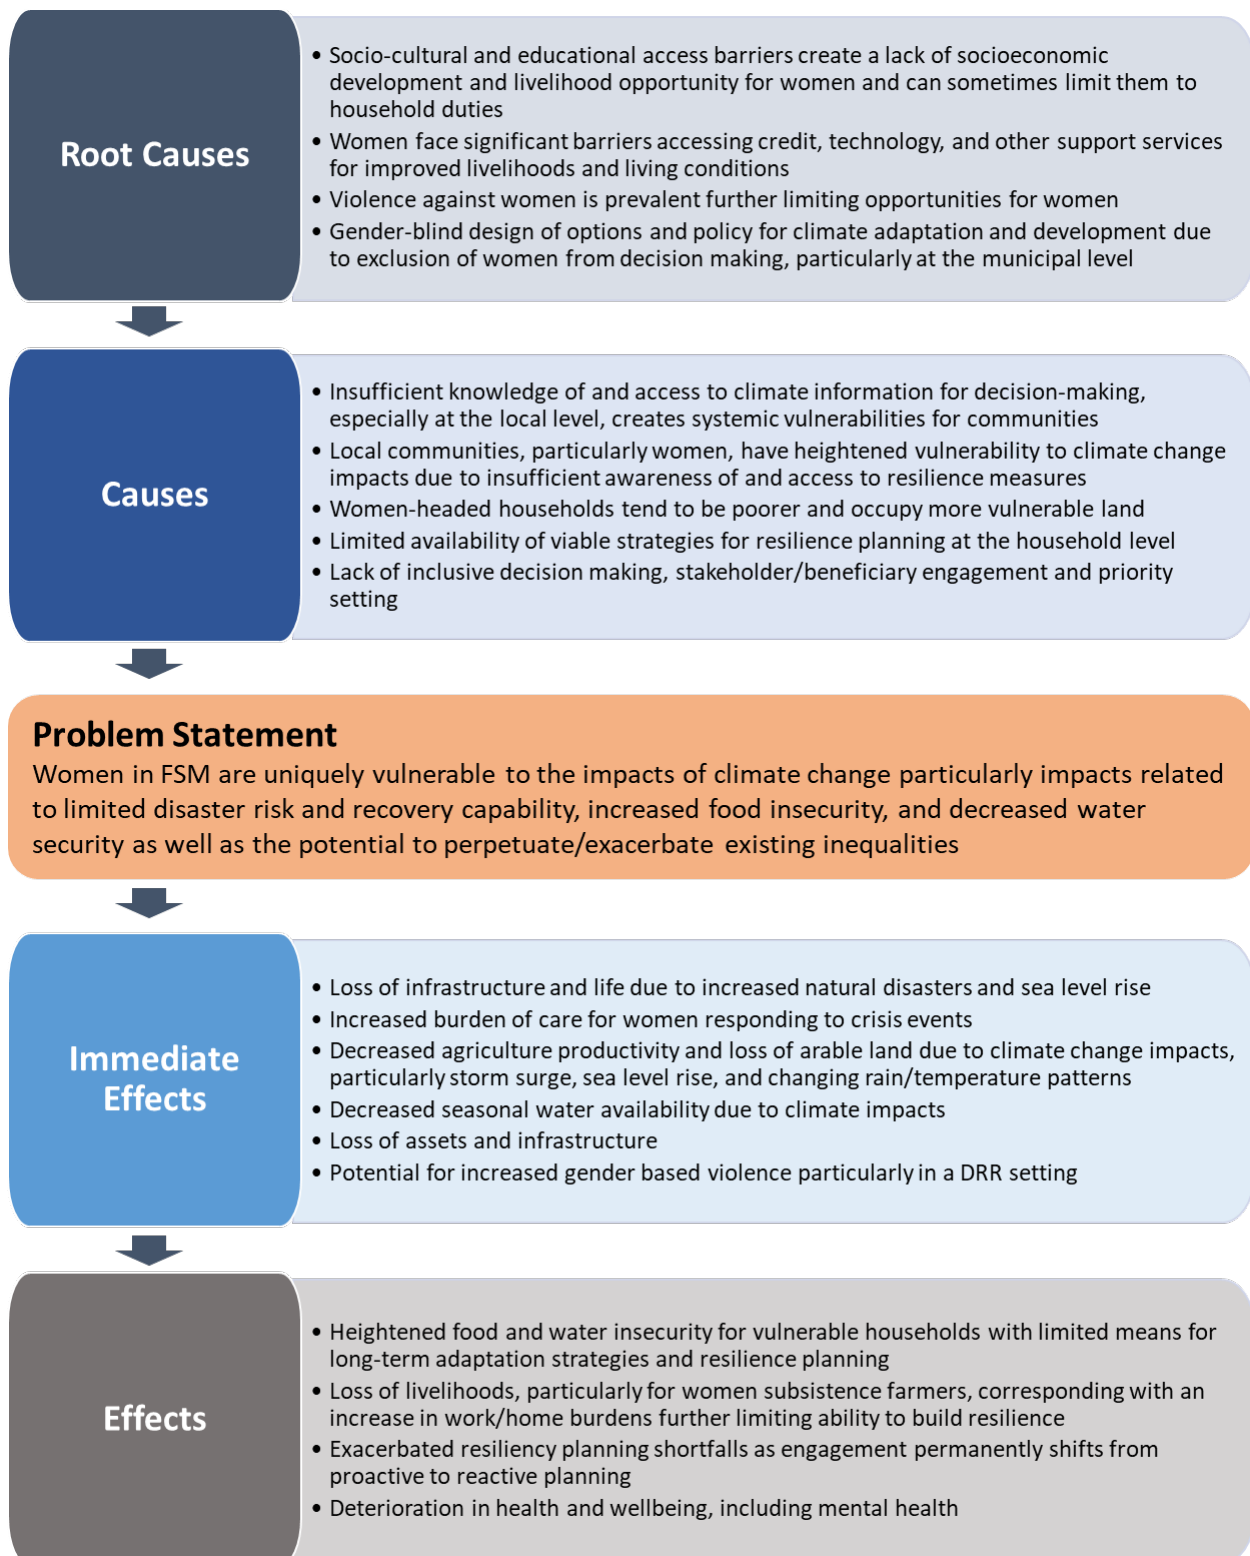 Root Causes
• Socio-cultural and educational access barriers create a lack of socioeconomic
development and livelihood opportunity for women and can sometimes limit them to
household duties
• Women face significant barriers accessing credit, technology, and other support services
for improved livelihoods and living conditions
• Violence against women is prevalent further limiting opportunities for women
• Gender-blind design of options and policy for climate adaptation and development due
to exclusion of women from decision making, particularly at the municipal level
Causes
• Insufficient knowledge of and access to climate information for decision-making,
especially at the local level, creates systemic vulnerabilities for communities
• Local communities, particularly women, have heightened vulnerability to climate change
impacts due to insufficient awareness of and access to resilience measures
• Women-headed households tend to be poorer and occupy more vulnerable land
• Limited availability of viable strategies for resilience planning at the household level
• Lack of inclusive decision making, stakeholder/beneficiary engagement and priority
setting
Problem Statement
Women in FSM are uniquely vulnerable to the impacts of climate change particularly impacts related
to limited disaster risk and recovery capability, increased food insecurity, and decreased water
security as well as the potential to perpetuate/exacerbate existing inequalities
Immediate
Effects
• Loss of infrastructure and life due to increased natural disasters and sea level rise
• Increased burden of care for women responding to crisis events
• Decreased agriculture productivity and loss of arable land due to climate change impacts,
particularly storm surge, sea level rise, and changing rain/temperature patterns
• Decreased seasonal water availability due to climate impacts
• Loss of assets and infrastructure
• Potential for increased gender based violence particularly in a DRR setting
Effects
• Heightened food and water insecurity for vulnerable households with limited means for
long-term adaptation strategies and resilience planning
• Loss of livelihoods, particularly for women subsistence farmers, corresponding with an
increase in work/home burdens further limiting ability to build resilience
• Exacerbated resiliency planning shortfalls as engagement permanently shifts from
proactive to reactive planning
• Deterioration in health and wellbeing, including mental health